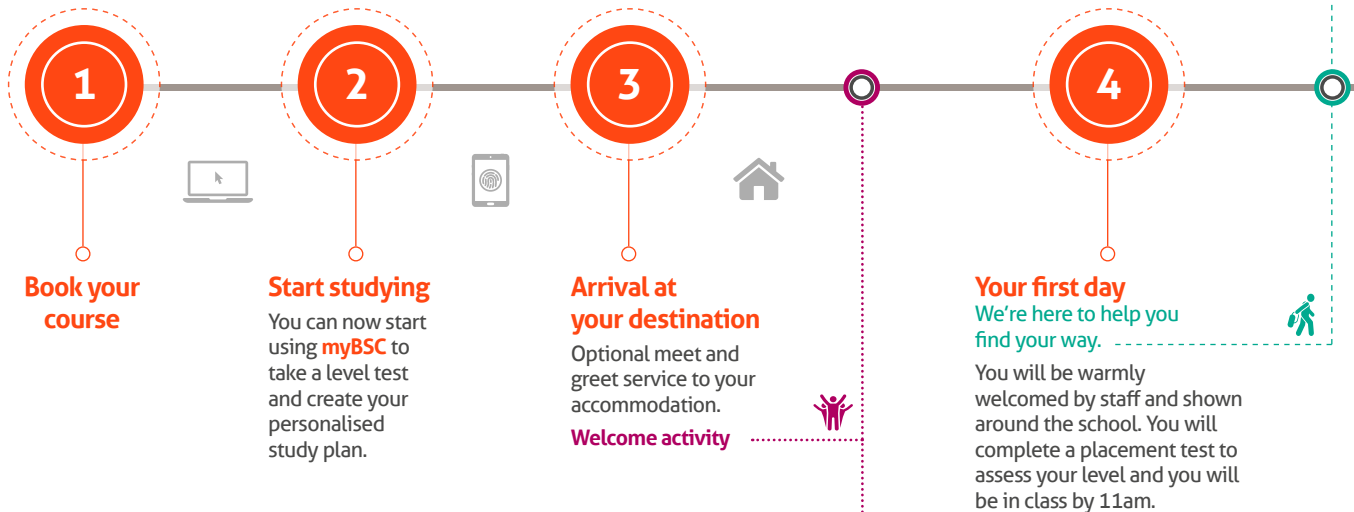 1
Book your
course
2
Start studying
You can now start
using myBSC to
take a level test
and create your
personalised
study plan.
3
Arrival at
your destination
Optional meet and
greet service to your
accommodation.
Welcome activity
4
Your first day
We're here to help you
find your way.
You will be warmly
welcomed by staff and shown
around the school. You will
complete a placement test to
assess your level and you will
be in class by 11am.